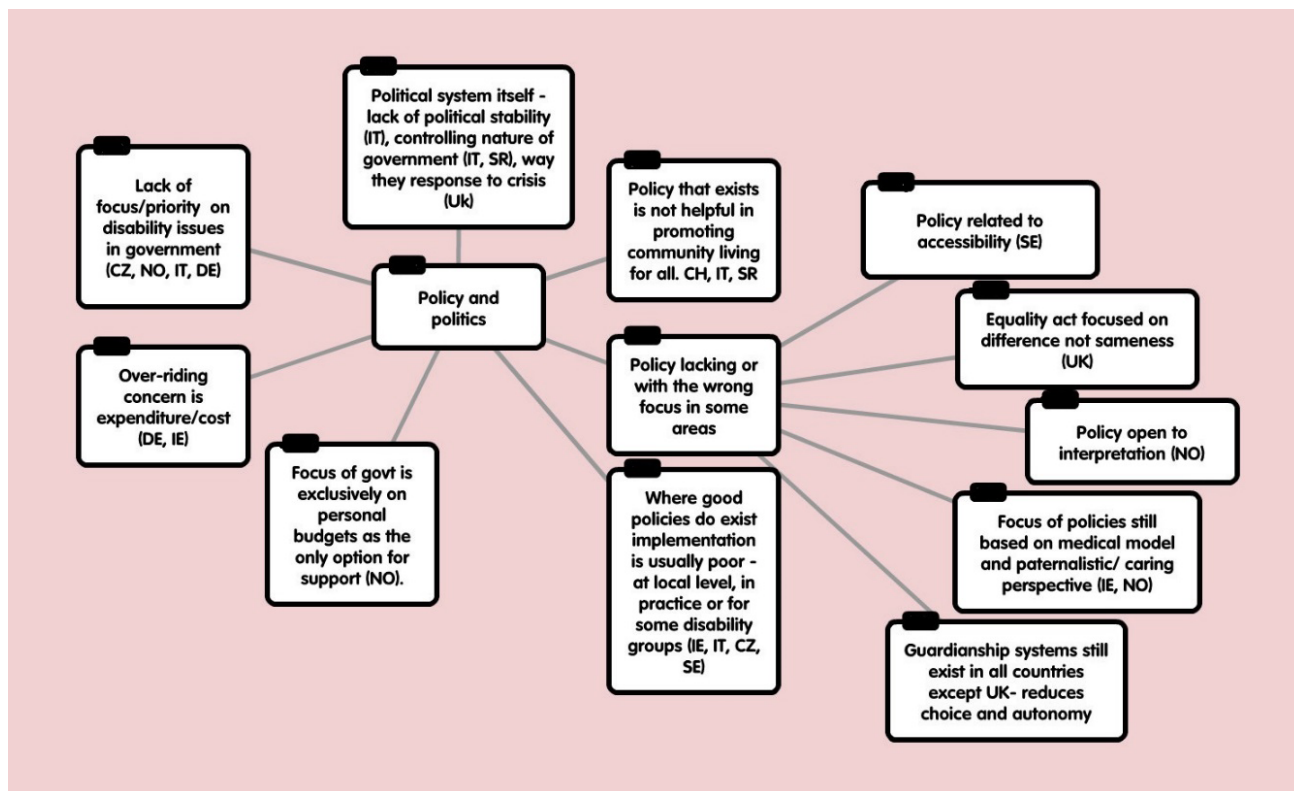 Political system itself -
lack of political stability
(IT), controlling nature of
government (IT, SR), way
they response to crisis
(Uk)
Lack of
focus/priority on
disability issues
in government
(CZ, NO, IT, DE)
Policy that exists
is not helpful in
promoting
community living
for all. CH, IT, SR
Policy related to
accessibility (SE)
Policy and
politics
Equality act focused on
difference not sameness
(UK)
Over-riding
concern is
expenditure/cost
(DE, IE)
Policy lacking or
with the wrong
focus in some
areas
Policy open to
interpretation (NO)
Focus of govt is
exclusively on
personal
budgets as the
only option for
support (NO).
Where good
policies do exist
implementation
is usually poor -
at local level, in
practice or for
some disability
groups (IE, IT, CZ,
SE)
Focus of policies still
based on medical model
and paternalistic/ caring
perspective (IE, NO)
Guardianship systems still
exist in all countries
except UK- reduces
choice and autonomy